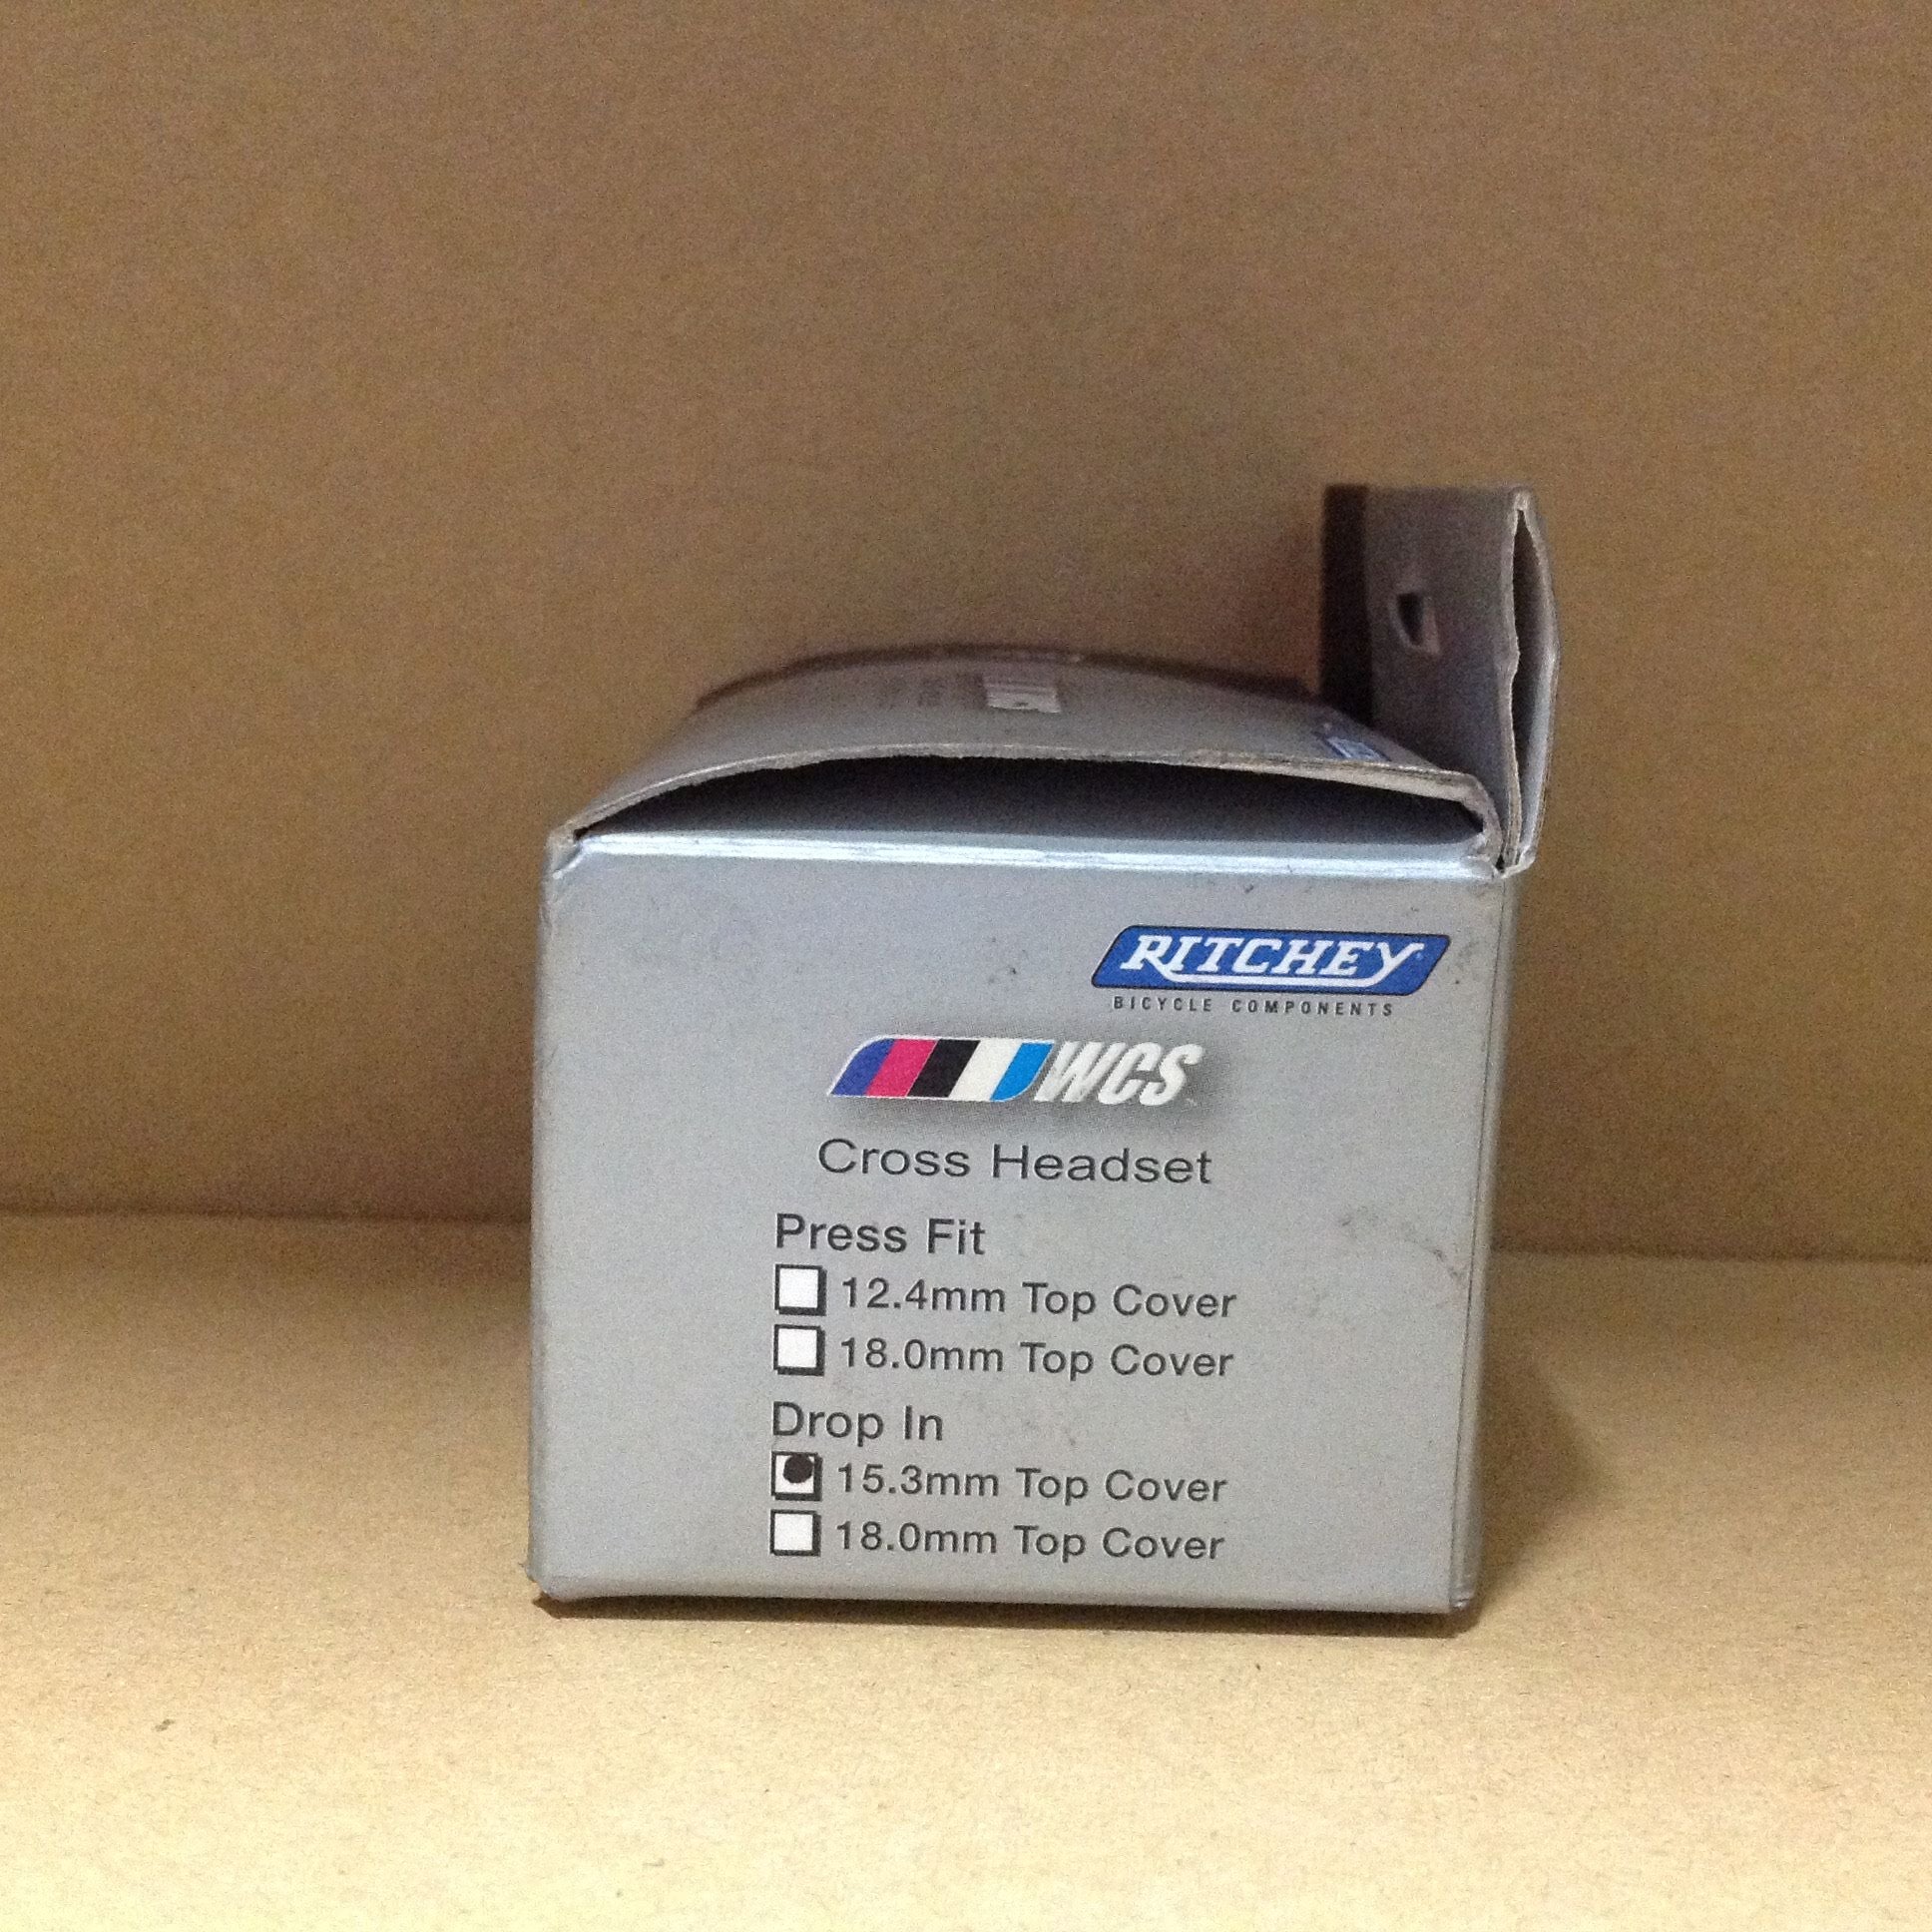 RITCHEY
BICYCLE COMPONENTS
WCS
Cross Headset
Press Fit
12.4mm Top Cover
18.0mm Top Cover
Drop In
15.3mm Top Cover
18.0mm Top Cover